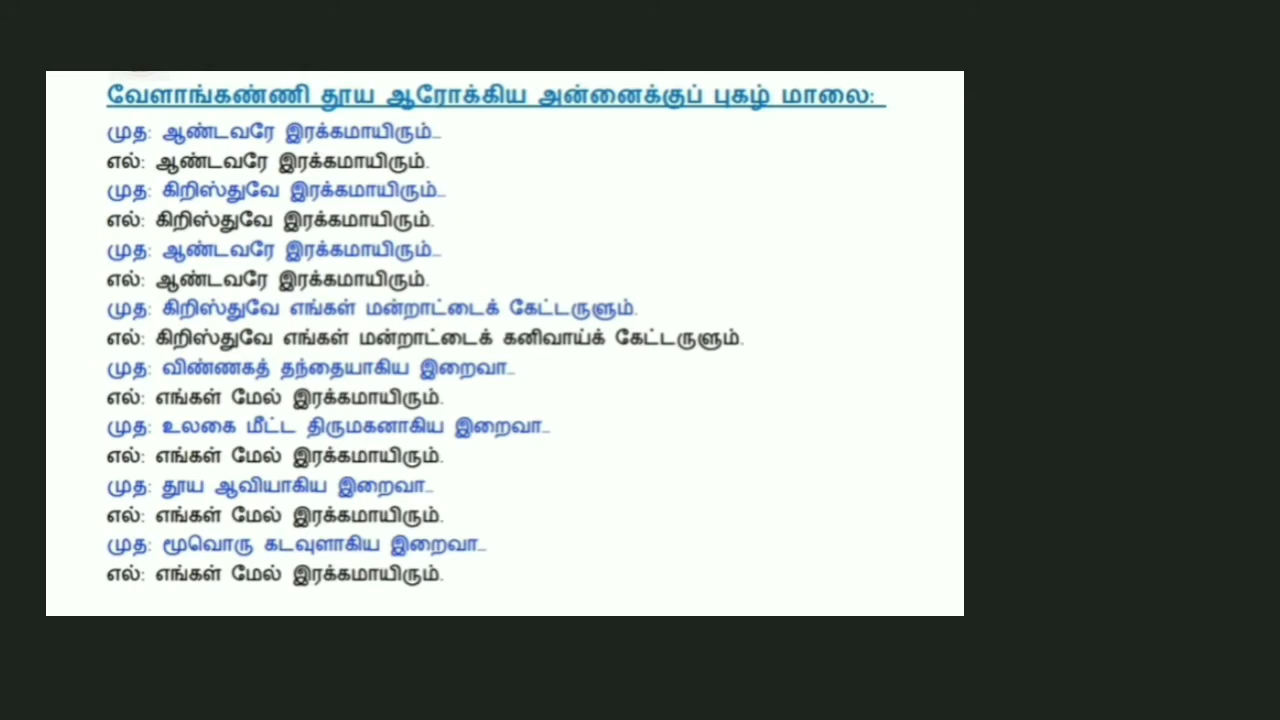 வேளாங்கண்ணி தூய ஆரோக்கிய அன்னைக்குப் புகழ் மாலை:
முத: ஆண்டவரே இரக்கமாயிரும்...
எல்: ஆண்டவரே இரக்கமாயிரும்.
முத: கிறிஸ்துவே இரக்கமாயிரும்...
எல்: கிறிஸ்துவே இரக்கமாயிரும்.
முத: ஆண்டவரே இரக்கமாயிரும்...
எல்: ஆண்டவரே இரக்கமாயிரும்.
முத: கிறிஸ்துவே எங்கள் மன்றாட்டைக் கேட்டருளும்.
எல்: கிறிஸ்துவே எங்கள் மன்றாட்டைக் கனிவாய்க் கேட்டருளும்.
முத: விண்ணகத் தந்தையாகிய இறைவா...
எல்: எங்கள் மேல் இரக்கமாயிரும்.
முத: உலகை மீட்ட திருமகனாகிய இறைவா...
எல்: எங்கள் மேல் இரக்கமாயிரும்.
முத: தூய ஆவியாகிய இறைவா...
எல்: எங்கள் மேல் இரக்கமாயிரும்.
முத: மூவொரு கடவுளாகிய இறைவா...
எல்: எங்கள் மேல் இரக்கமாயிரும்.